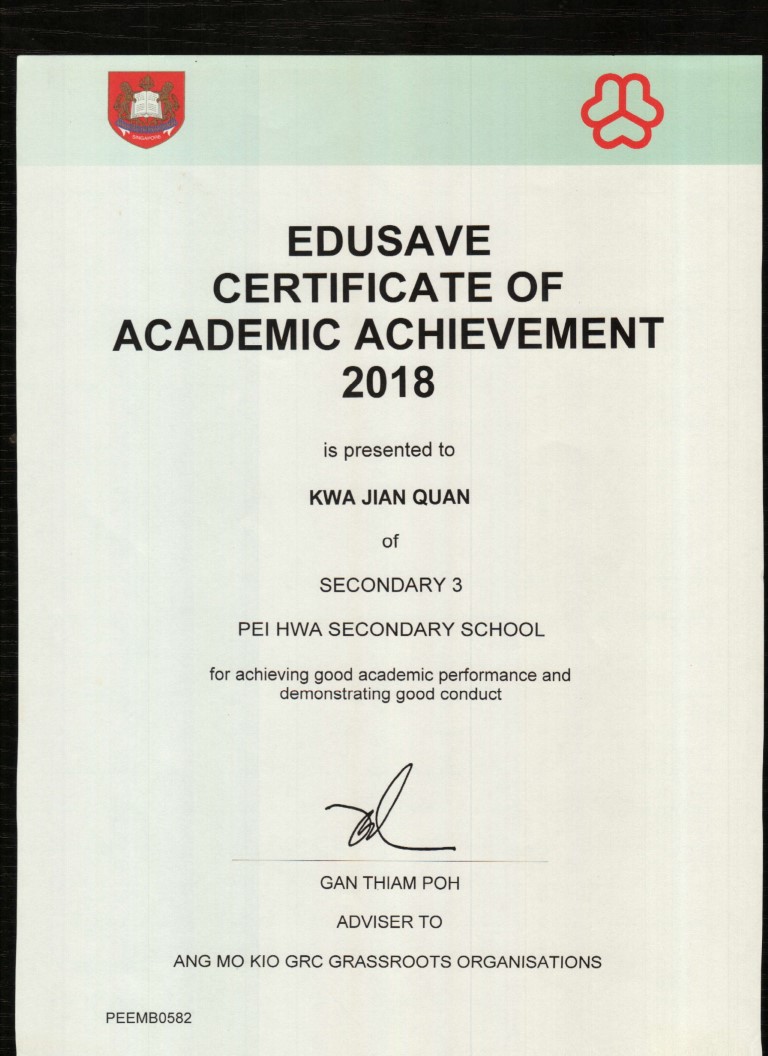 SINGAPORE
EDUSAVE
CERTIFICATE OF
ACADEMIC ACHIEVEMENT
2018
is presented to
KWA JIAN QUAN
of
SECONDARY 3
PEI HWA SECONDARY SCHOOL
for achieving good academic performance and
demonstrating good conduct
GAN THIAM POH
ADVISER TO
ANG MO KIO GRC GRASSROOTS ORGANISATIONS
PEEMB0582